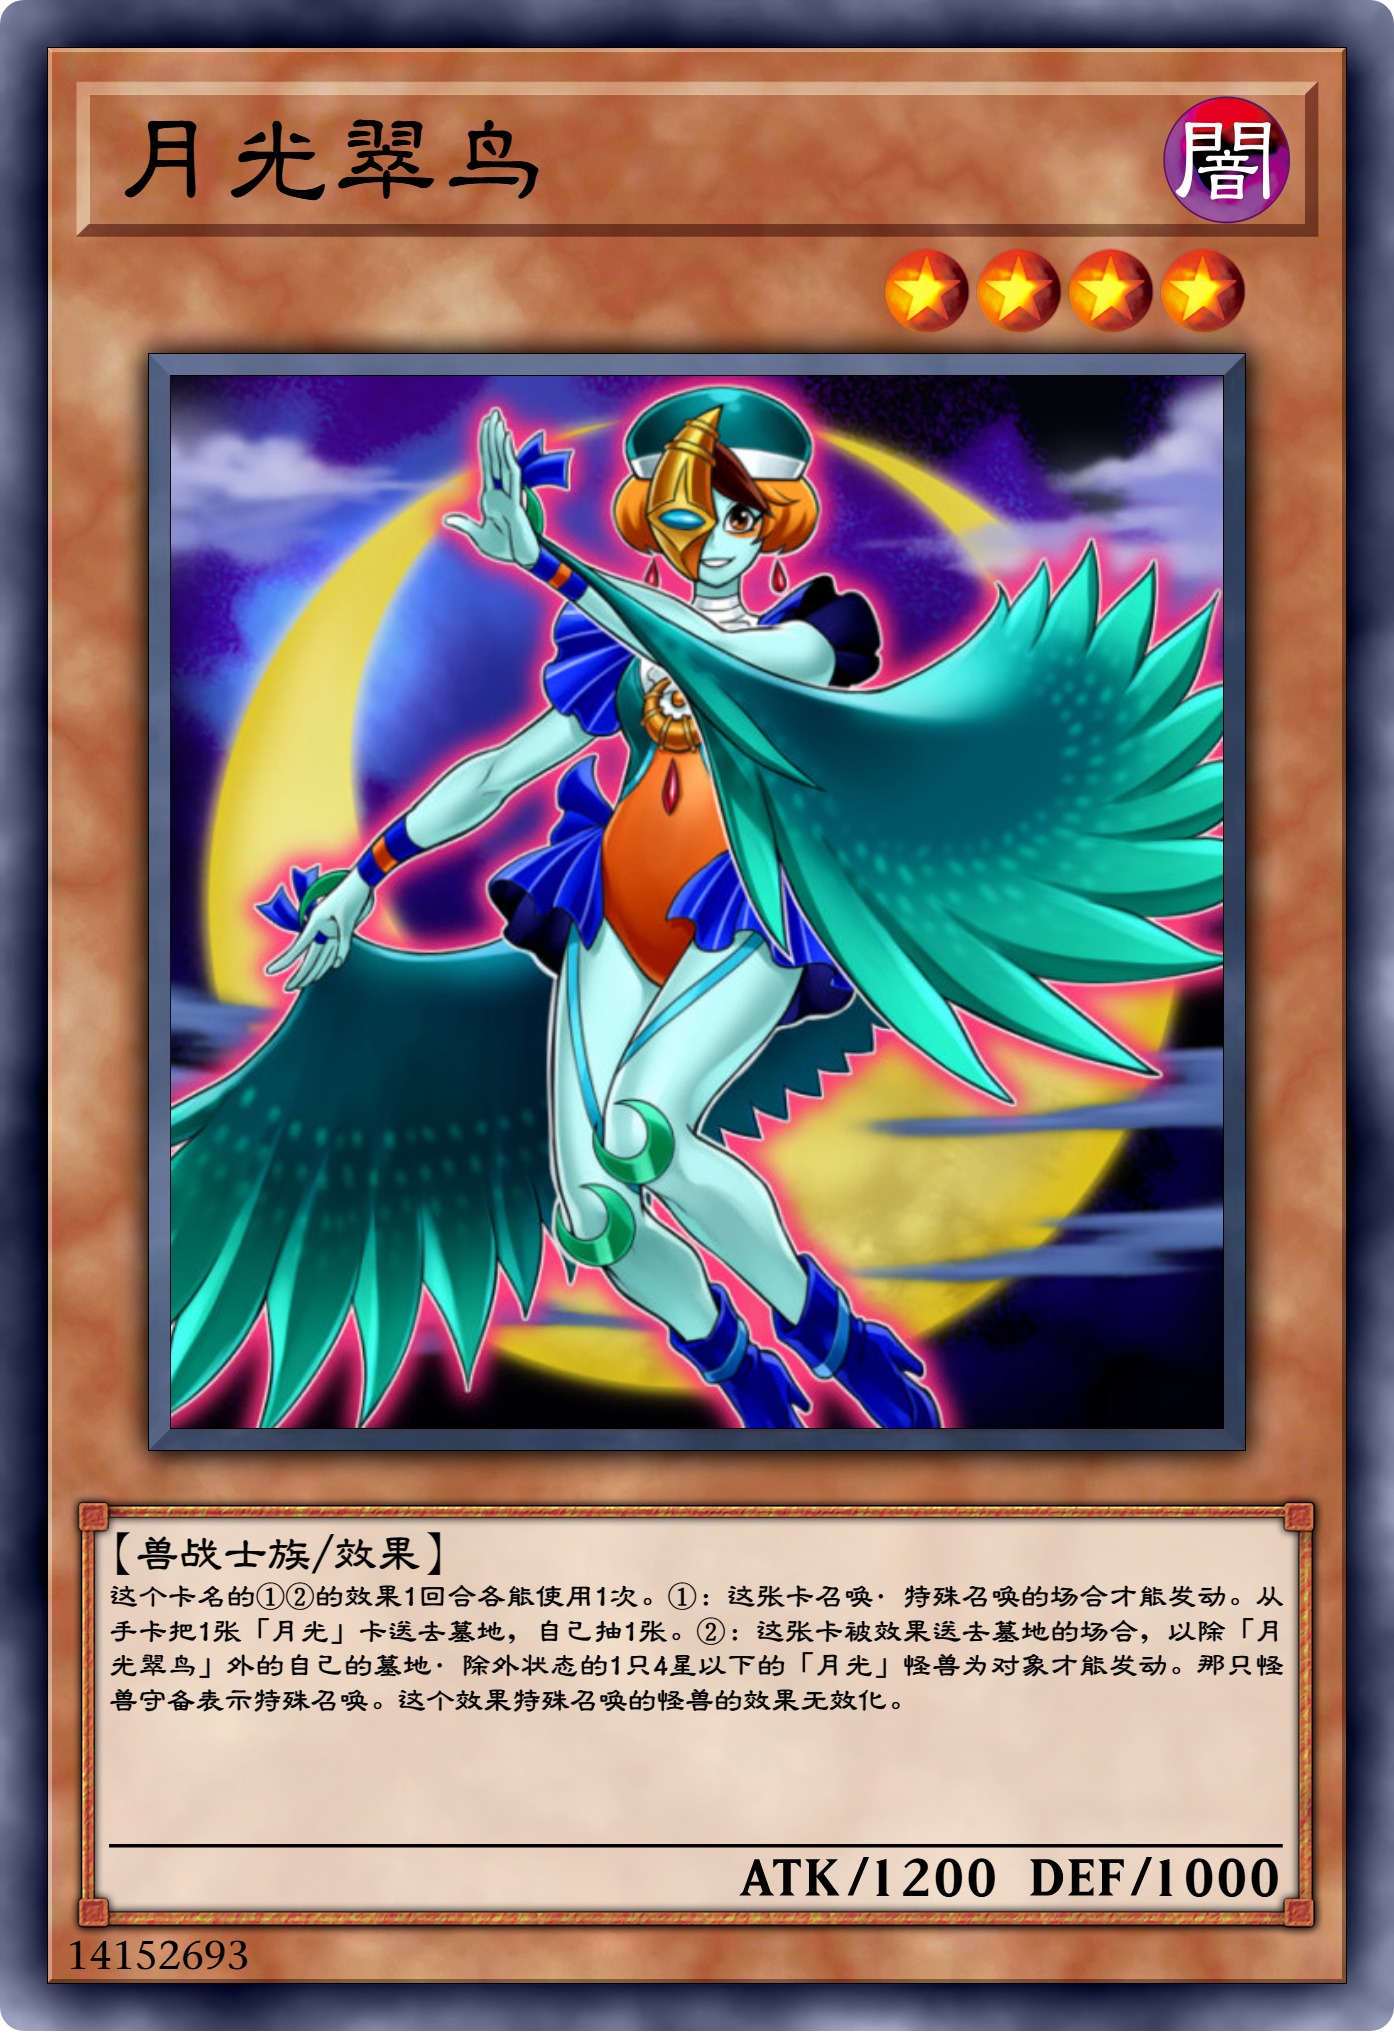 月光翠鸟
闇
【兽战士族/效果】
这个卡名的①②的效果1回合各能使用1次。①：这张卡召唤·特殊召唤的场合才能发动。从
手卡把1张「月光」卡送去墓地，自己抽1张。②：这张卡被效果送去墓地的场合，以除「月
光翠鸟」外的自己的墓地·除外状态的1只4星以下的「月光」怪兽为对象才能发动。那只怪
兽守备表示特殊召唤。这个效果特殊召唤的怪兽的效果无效化。
ATK/1200 DEF/1000
14152693